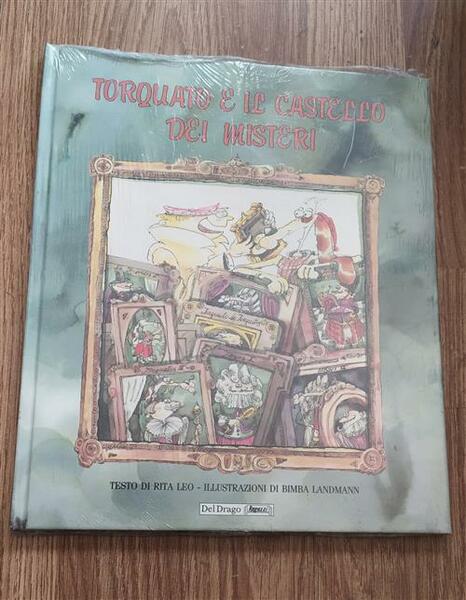 TORQUATO E IL CASTELLO
DEI MISTERI
TESTO DI RITA LEO - ILLUSTRAZIONI DI BIMBA LANDMANN
Del Drago